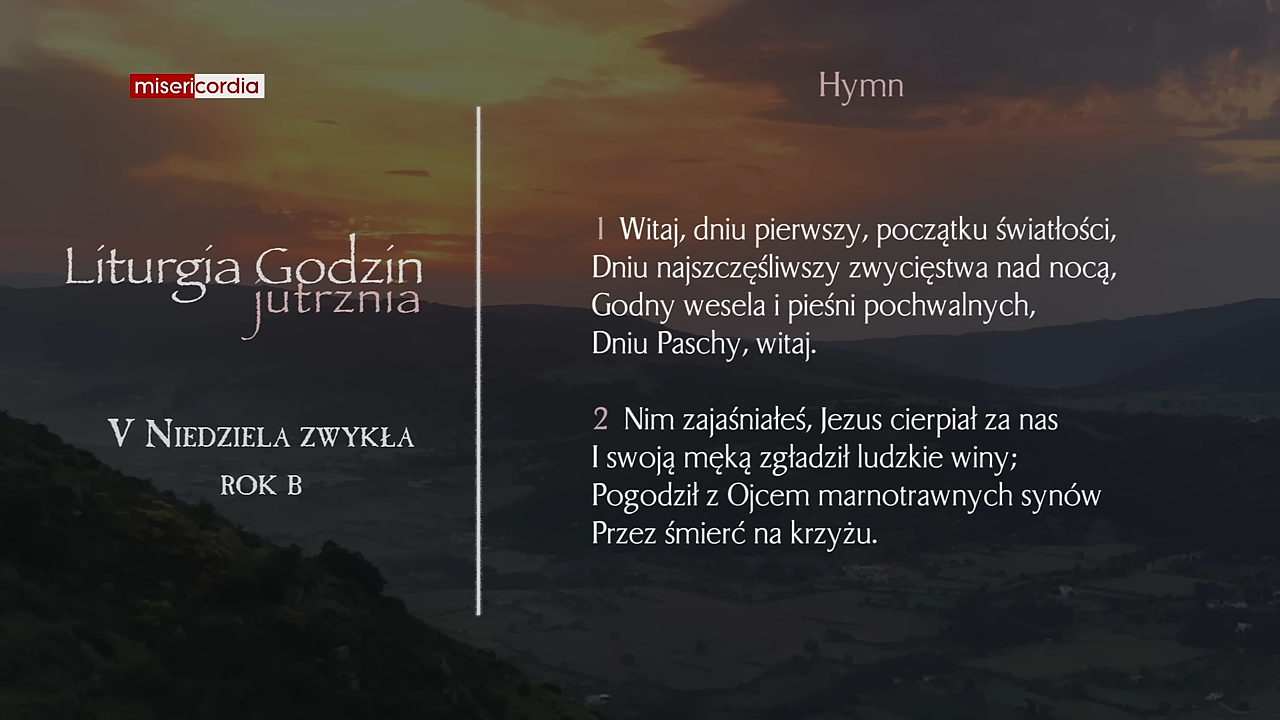 misericordia
Liturgia Godzin
jutrznia
V Niedziela zwykła
rok B
Hymn
1 Witaj, dniu pierwszy, początku światłości,
Dniu najszczęśliwszy zwycięstwa nad nocą,
Godny wesela i pieśni pochwalnych,
Dniu Paschy, witaj.
2 Nim zajaśniałeś, Jezus cierpiał za nas
I swoją męką zgładził ludzkie winy;
Pogodził z Ojcem marnotrawnych synów
Przez śmierć na krzyżu.